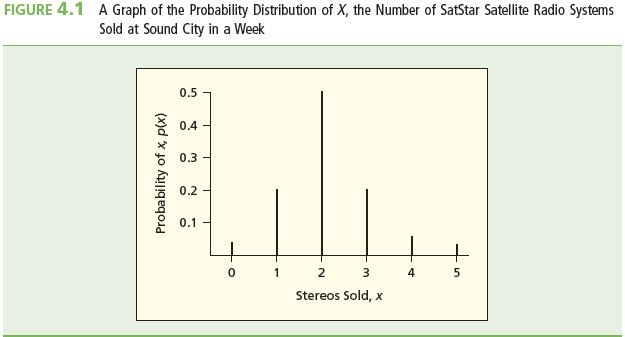 FIGURE 4.1 A Graph of the Probability Distribution of X, the Number of SatStar Satellite Radio Systems
Sold at Sound City in a Week
Probability of x, p(x)
0.5
0.4
0.3
0.2
0.1
0 1 2 3 4 5
Stereos Sold, x